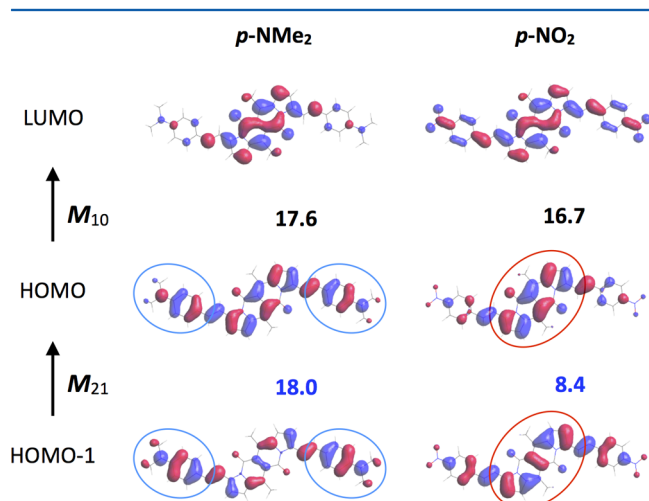 p-NMe₂ p-NO₂
LUMO
M₁₀ 17.6 16.7
HOMO
M₂₁ 18.0 8.4
HOMO-1